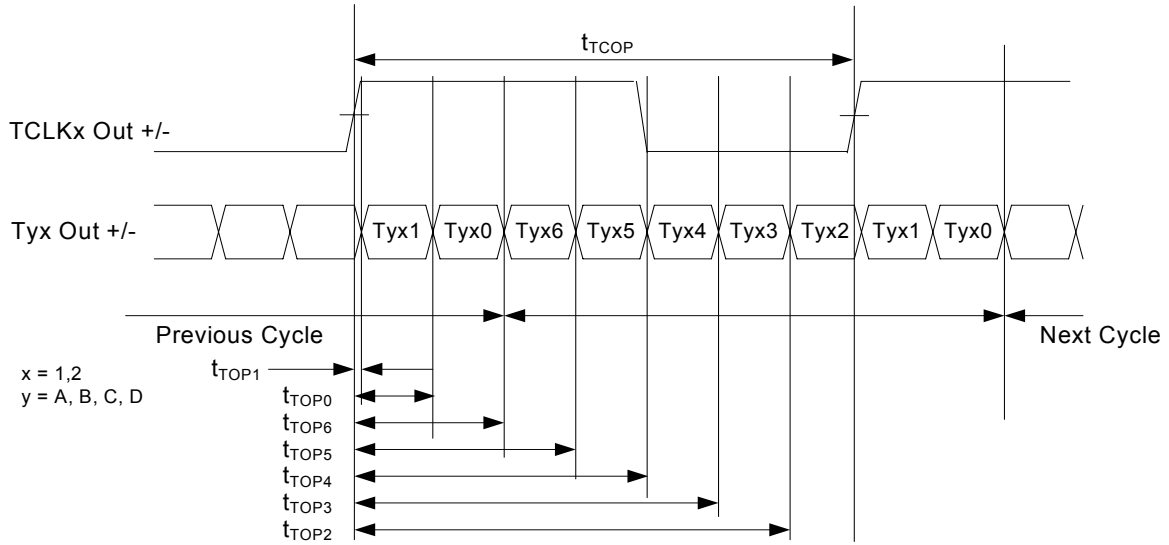 tTCOP
TCLKx Out +/-
Tyx Out +/-
Tyx1 Tyx0 Tyx6 Tyx5 Tyx4 Tyx3 Tyx2 Tyx1 Tyx0
Previous Cycle
Next Cycle
x = 1,2
y = A, B, C, D
tTOP1
tTOP0
tTOP6
tTOP5
tTOP4
tTOP3
tTOP2